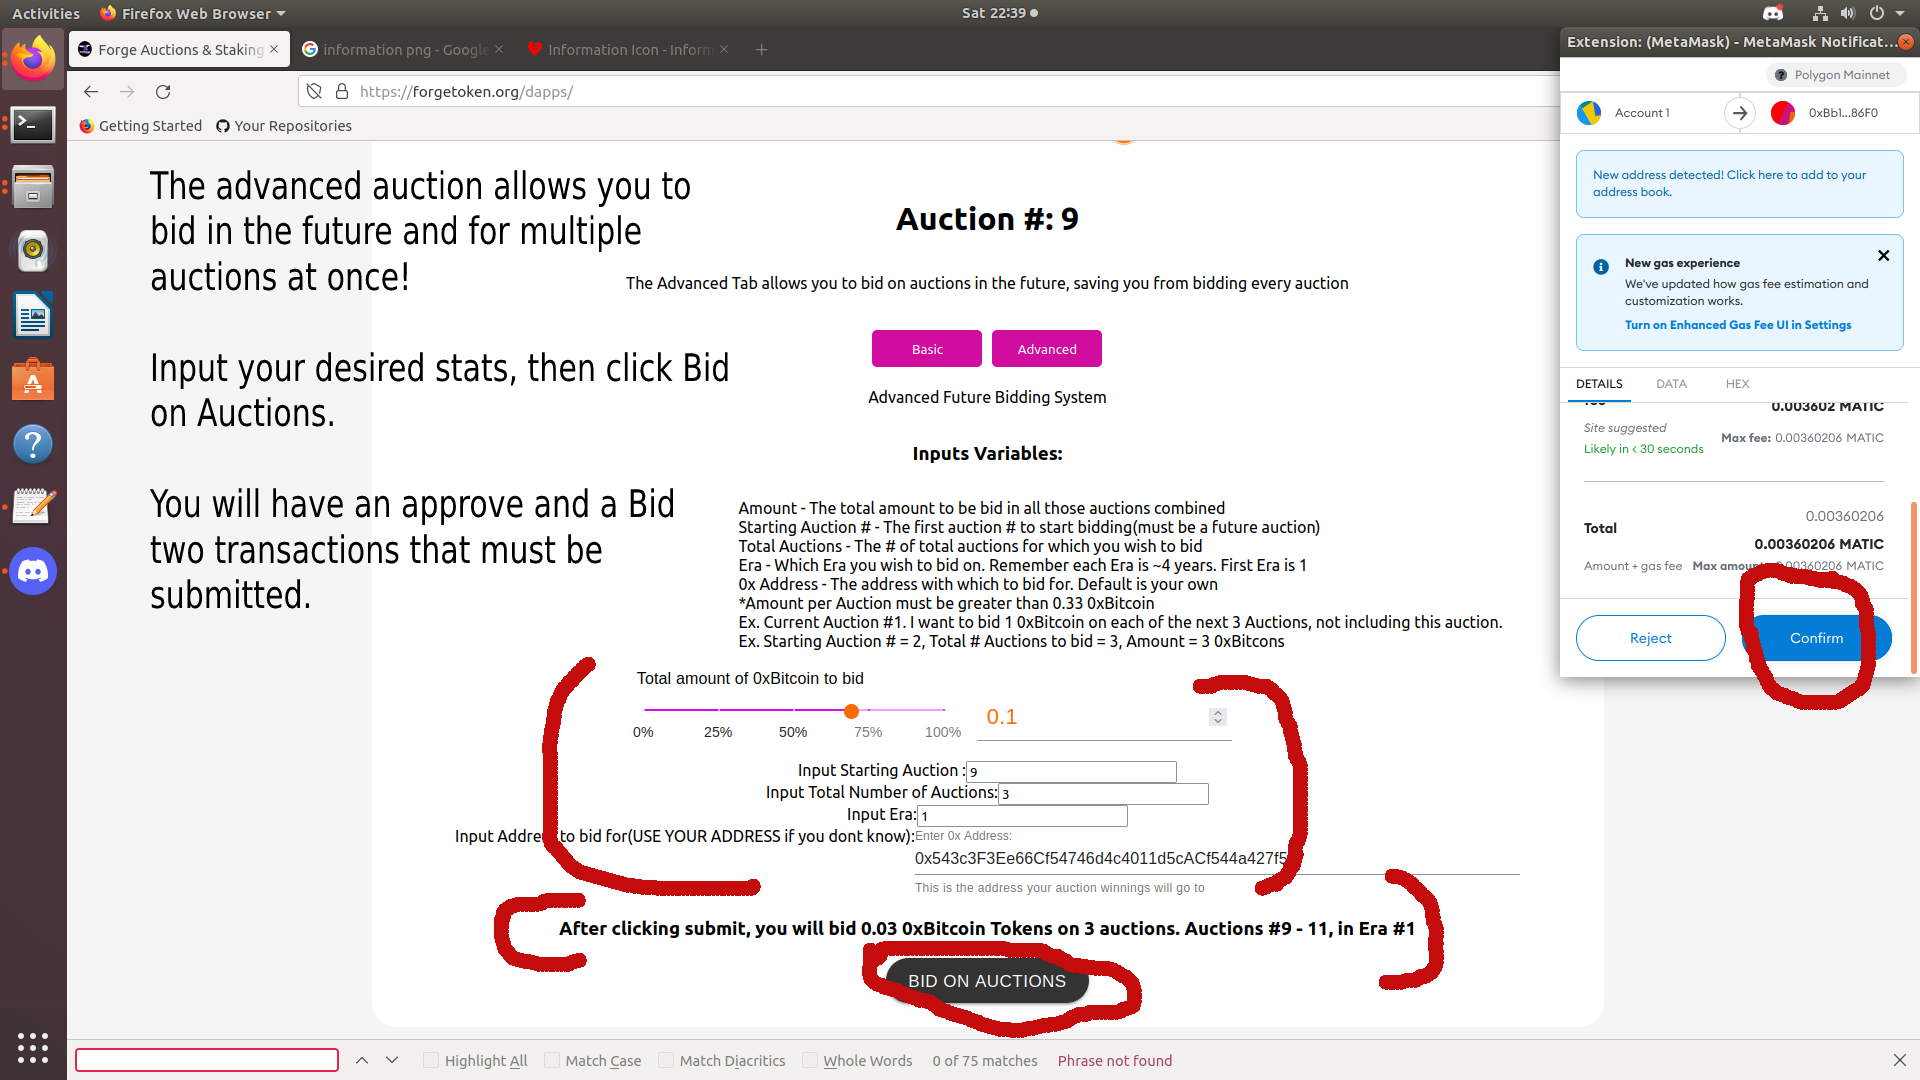 Activities
Firefox Web Browser
Sat 22:39
Forge Auctions & Staking
information png - Google
Information Icon - Inform
https://forgetoken.org/dapps/
Getting Started
Your Repositories
The advanced auction allows you to
bid in the future and for multiple
auctions at once!
Input your desired stats, then click Bid
on Auctions.
You will have an approve and a Bid
two transactions that must be
submitted.
Auction #: 9
The Advanced Tab allows you to bid on auctions in the future, saving you from bidding every auction
Basic
Advanced
Advanced Future Bidding System
Inputs Variables:
Amount - The total amount to be bid in all those auctions combined
Starting Auction # - The first auction # to start bidding(must be a future auction)
Total Auctions - The # of total auctions for which you wish to bid
Era - Which Era you wish to bid on. Remember each Era is ~4 years. First Era is 1
0x Address - The address with which to bid for. Default is your own
*Amount per Auction must be greater than 0.33 0xBitcoin
Ex. Current Auction #1. I want to bid 1 0xBitcoin on each of the next 3 Auctions, not including this auction.
Ex. Starting Auction # = 2, Total # Auctions to bid = 3, Amount = 3 0xBitcons
Total amount of 0xBitcoin to bid
0% 25% 50% 75% 100%
0.1
Input Starting Auction : 9
Input Total Number of Auctions: 3
Input Era: 1
Input Address to bid for(USE YOUR ADDRESS if you dont know): Enter 0x Address:
0x543c3F3Ee66Cf54746d4c4011d5cACf544a427f5
This is the address your auction winnings will go to
After clicking submit, you will bid 0.03 0xBitcoin Tokens on 3 auctions. Auctions #9 - 11, in Era #1
BID ON AUCTIONS
Extension: (MetaMask) - MetaMask Notificat...
Polygon Mainnet
Account 1
0xBb1...86F0
New address detected! Click here to add to your
address book.
New gas experience
We've updated how gas fee estimation and
customization works.
Turn on Enhanced Gas Fee UI in Settings
DETAILS DATA HEX
0.003602 MATIC
Site suggested
Max fee: 0.00360206 MATIC
Likely in < 30 seconds
0.00360206
Total
0.00360206 MATIC
Amount + gas fee Max amount: 0.00360206 MATIC
Reject
Confirm
Highlight All
Match Case
Match Diacritics
Whole Words
0 of 75 matches
Phrase not found